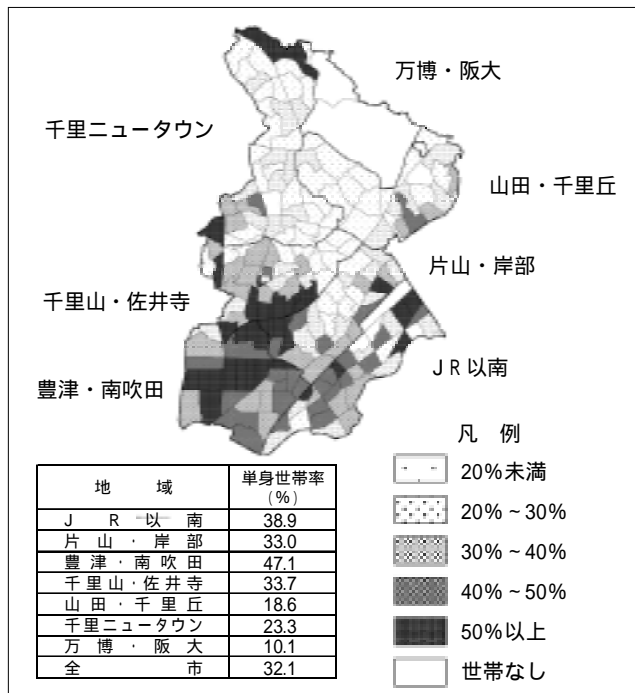 万博・阪大
千里ニュータウン
山田・千里丘
片山・岸部
千里山・佐井寺
JR以南
豊津・南吹田
凡 例
20%未満
20%~30%
30%~40%
40%~50%
50%以上
世帯なし
地 域 単身世帯率(%)
JR以南 38.9
片山・岸部 33.0
豊津・南吹田 47.1
千里山・佐井寺 33.7
山田・千里丘 18.6
千里ニュータウン 23.3
万博・阪大 10.1
全市 32.1